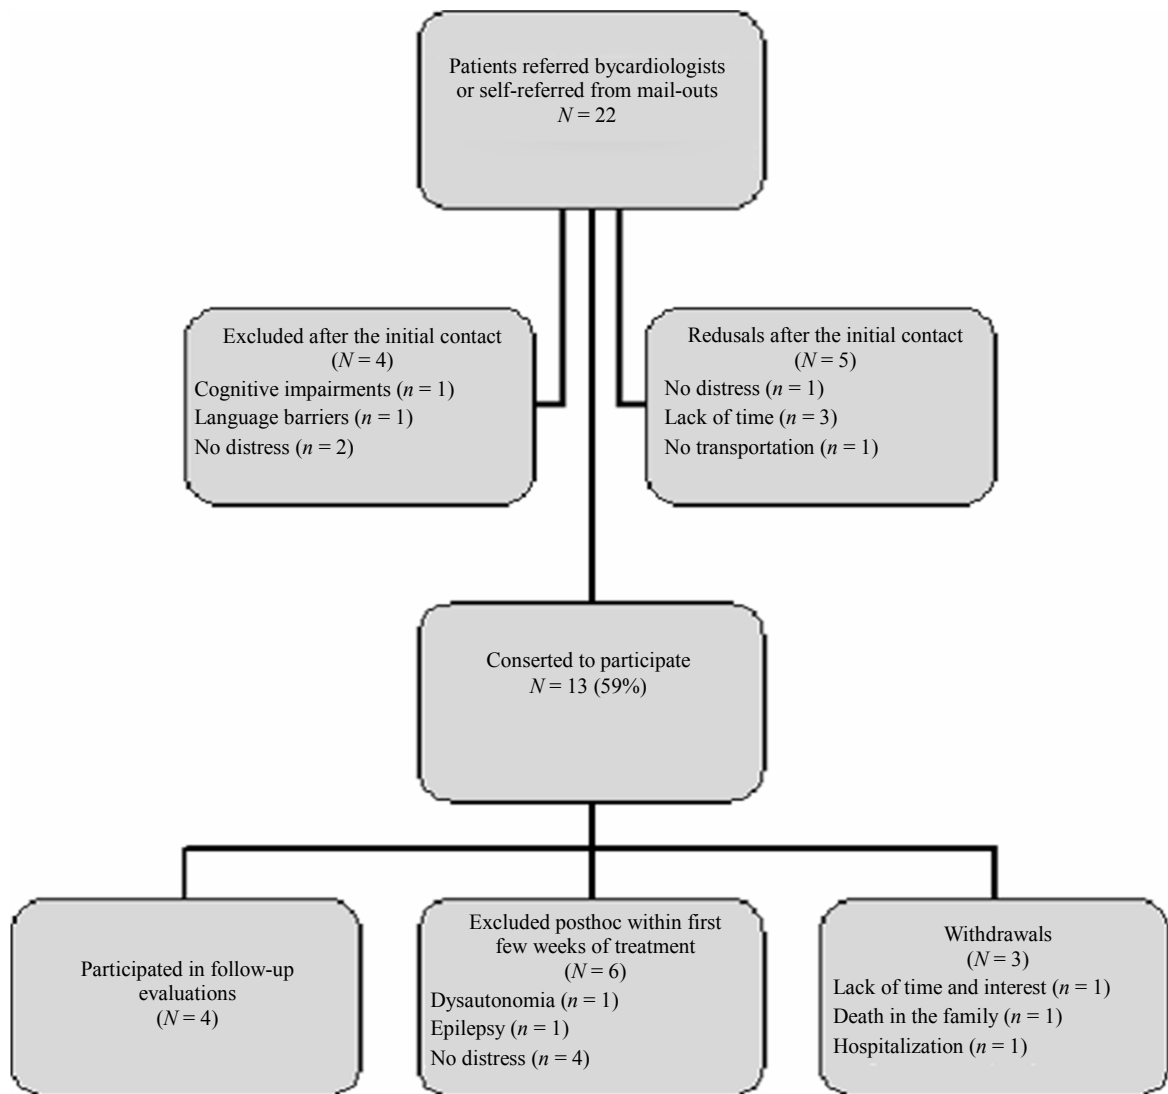 Patients referred bycardiologists
or self-referred from mail-outs
N = 22
Excluded after the initial contact
(N = 4)
Cognitive impairments (n = 1)
Language barriers (n = 1)
No distress (n = 2)
Redusals after the initial contact
(N = 5)
No distress (n = 1)
Lack of time (n = 3)
No transportation (n = 1)
Conserted to participate
N = 13 (59%)
Participated in follow-up
evaluations
(N = 4)
Excluded posthoc within first
few weeks of treatment
(N = 6)
Dysautonomia (n = 1)
Epilepsy (n = 1)
No distress (n = 4)
Withdrawals
(N = 3)
Lack of time and interest (n = 1)
Death in the family (n = 1)
Hospitalization (n = 1)